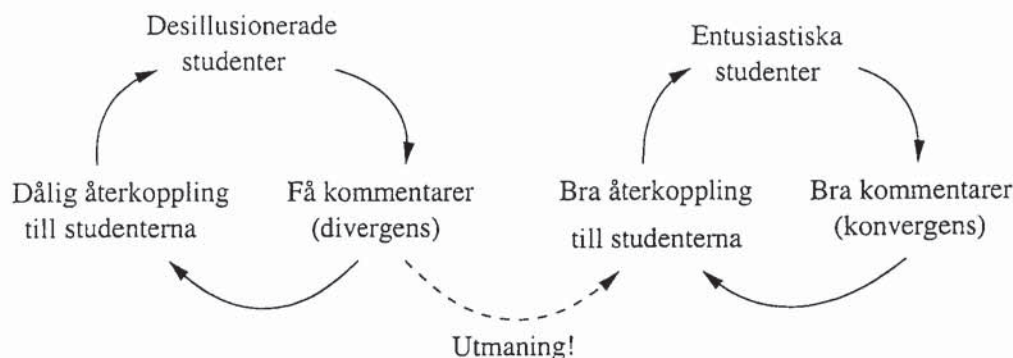 Desillusionerade
studenter
Entusiastiska
studenter
Dålig återkoppling
till studenterna
Få kommentarer
(divergens)
Bra återkoppling
till studenterna
Bra kommentarer
(konvergens)
Utmaning!